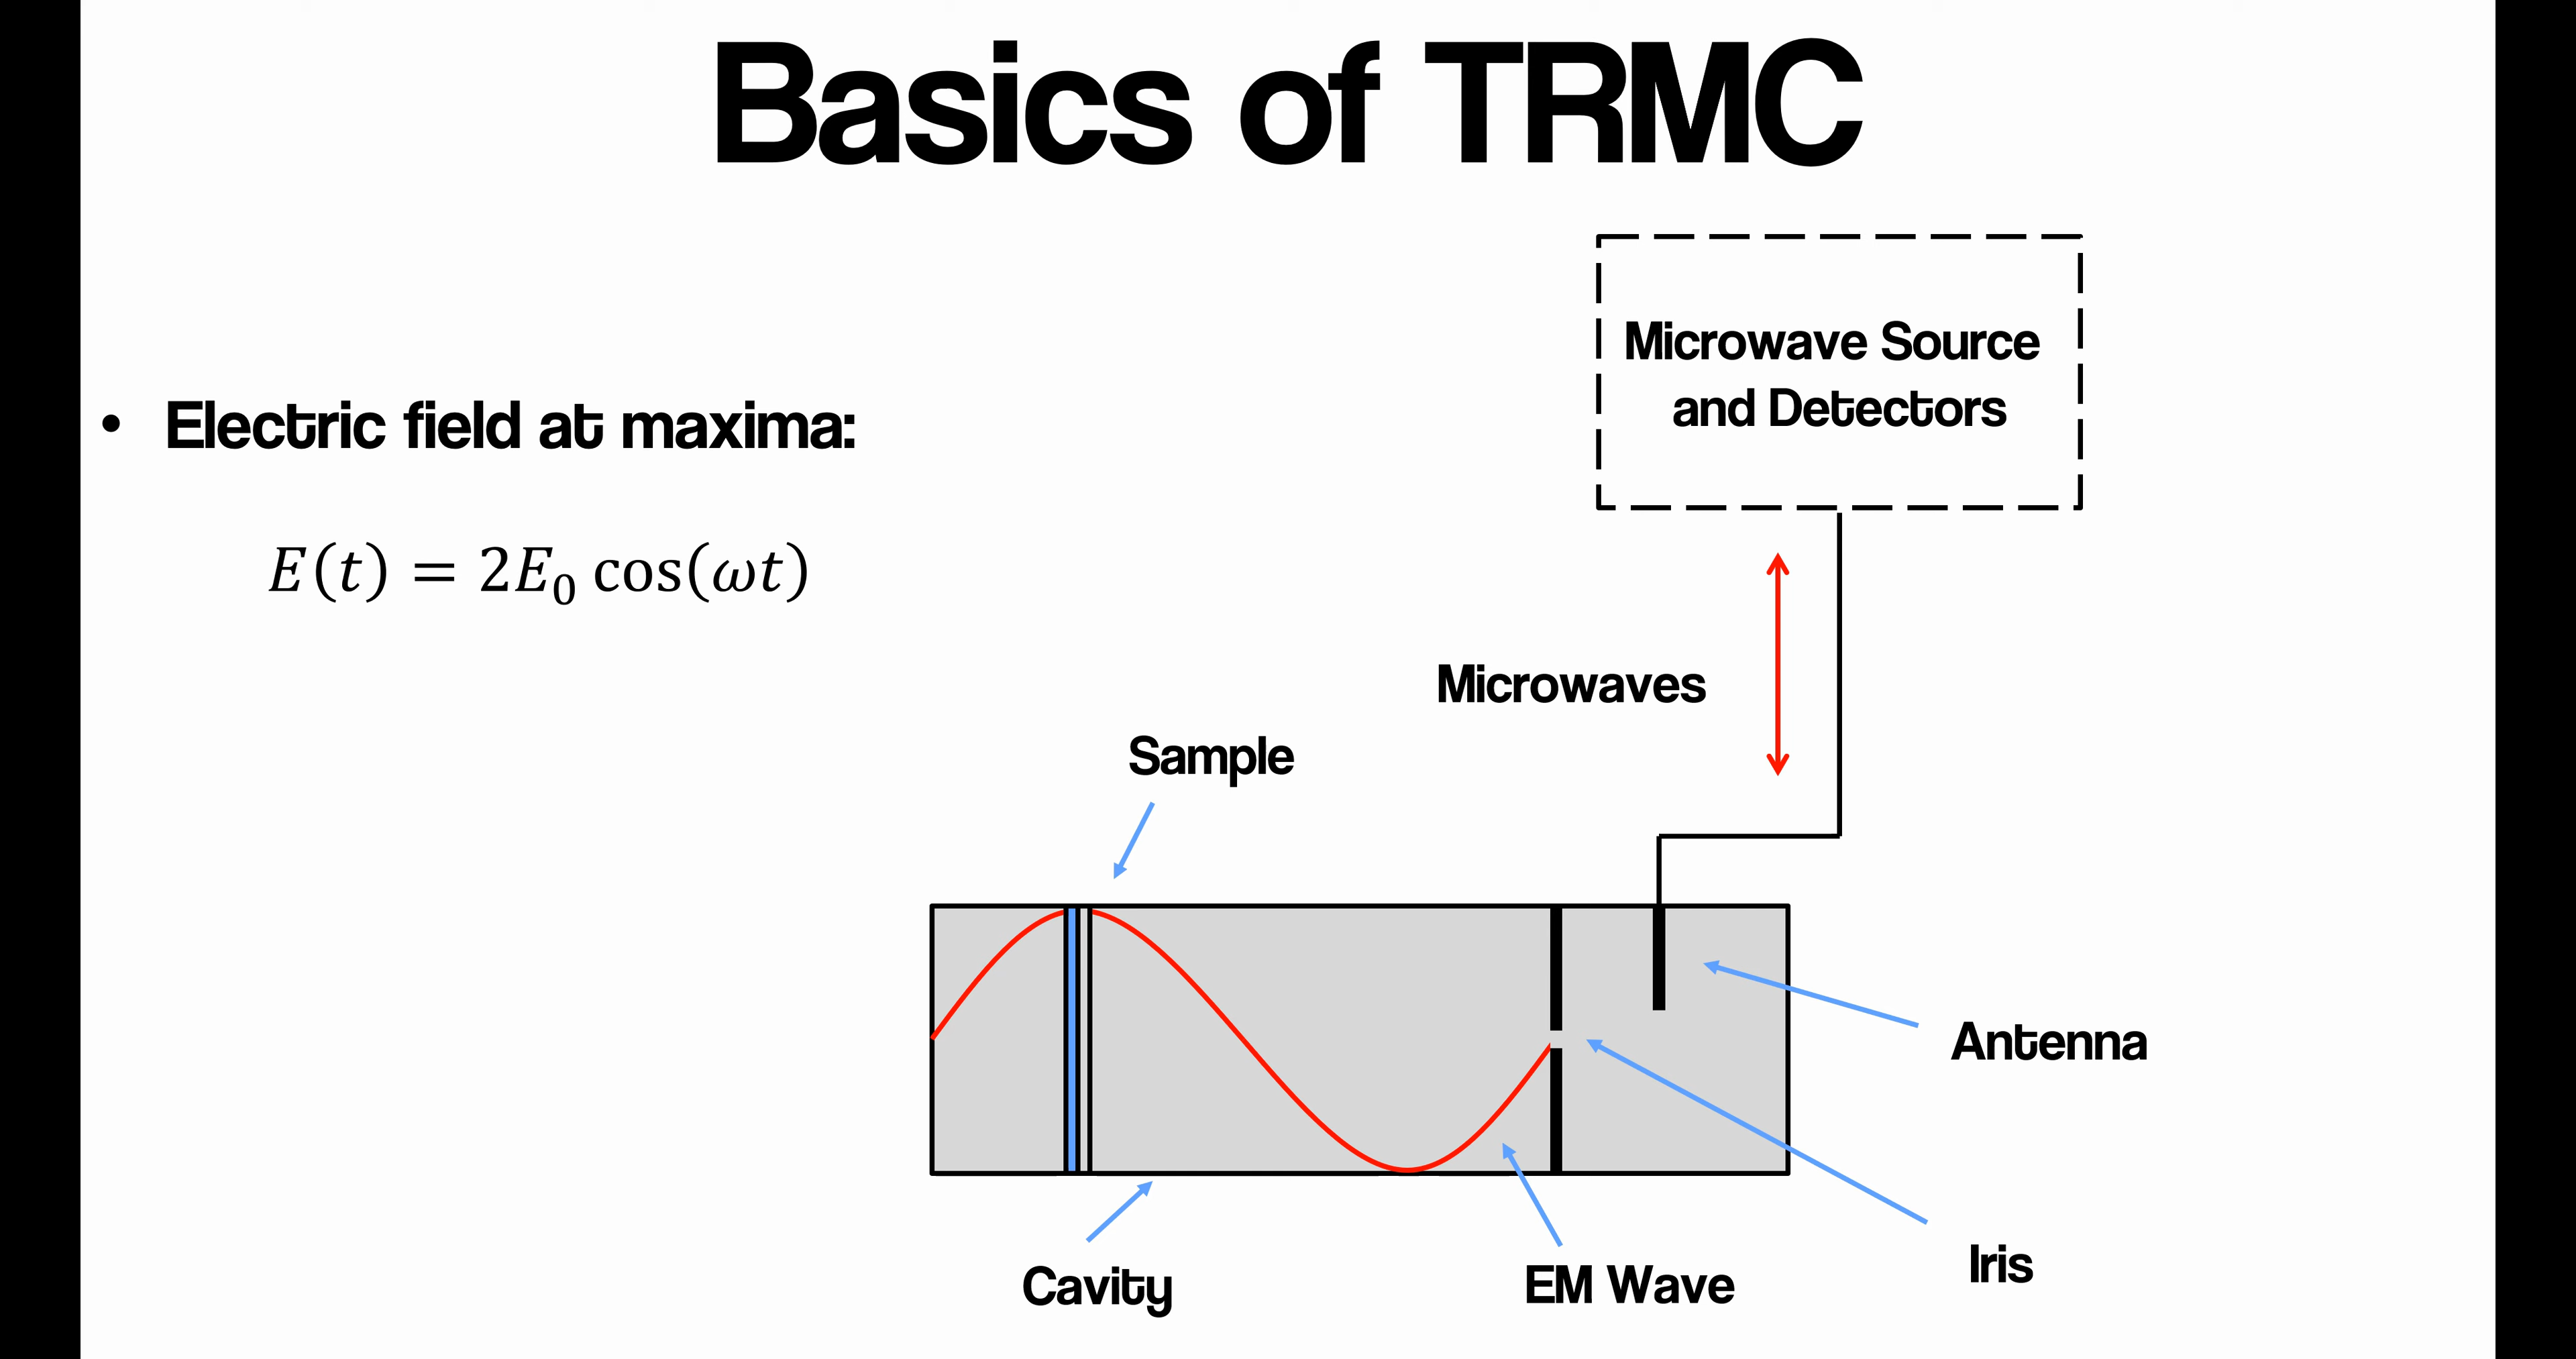 Basics of TRMC
Microwave Source
and Detectors
• Electric field at maxima:
E(t) = 2E₀ cos(ωt)
Microwaves
Sample
Antenna
Cavity
EM Wave
Iris